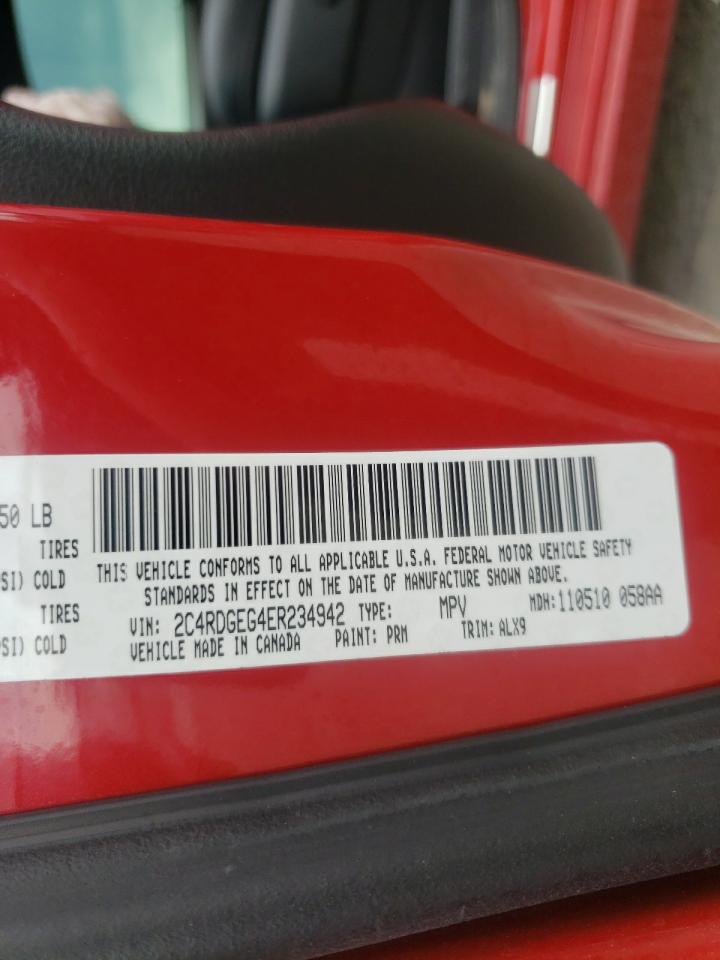 50 LB
TIRES
SI) COLD
TIRES
SI) COLD
THIS VEHICLE CONFORMS TO ALL APPLICABLE U.S.A. FEDERAL MOTOR VEHICLE SAFETY
STANDARDS IN EFFECT ON THE DATE OF MANUFACTURE SHOWN ABOVE.
VIN: 2C4RDGEG4ER234942 TYPE: MPV MDH:110510 058AA
VEHICLE MADE IN CANADA PAINT: PRM TRIM: ALX9